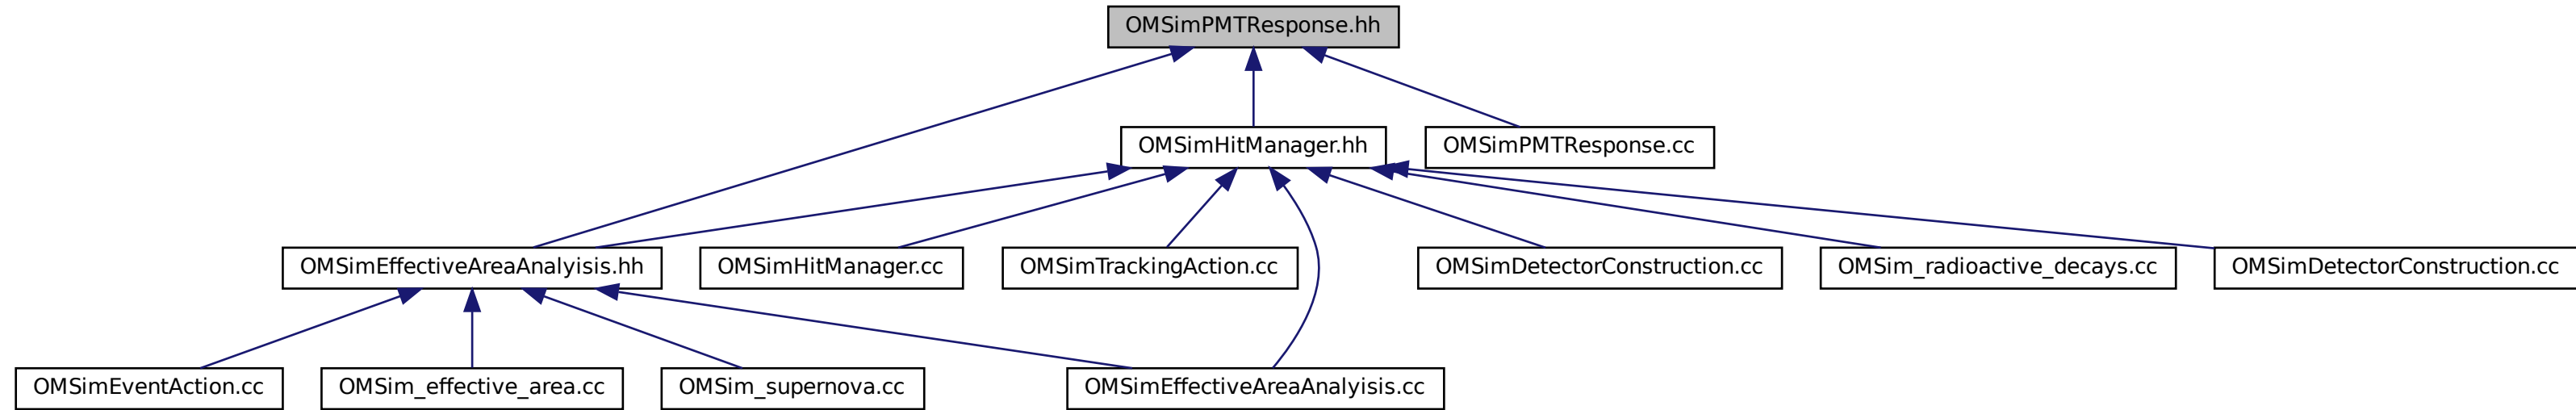 OMSimPMTResponse.hh
OMSimHitManager.hh
OMSimPMTResponse.cc
OMSimEffectiveAreaAnalyisis.hh
OMSimHitManager.cc
OMSimTrackingAction.cc
OMSimDetectorConstruction.cc
OMSim_radioactive_decays.cc
OMSimDetectorConstruction.cc
OMSimEventAction.cc
OMSim_effective_area.cc
OMSim_supernova.cc
OMSimEffectiveAreaAnalyisis.cc